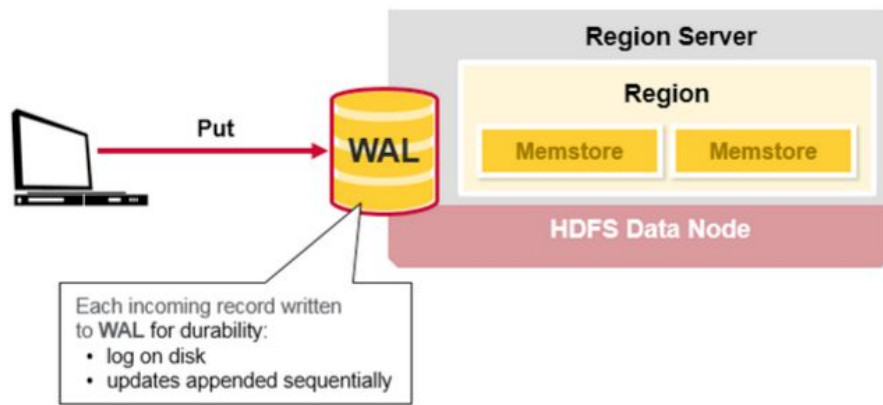 Region Server
Region
Put
WAL
Memstore Memstore
HDFS Data Node
Each incoming record written
to WAL for durability:
• log on disk
• updates appended sequentially